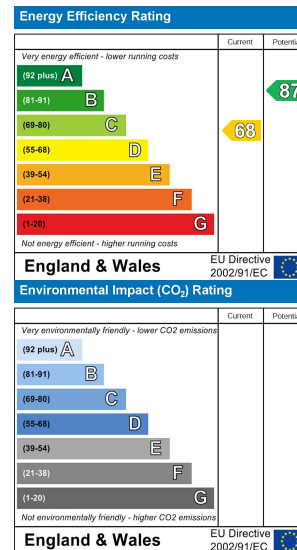 Energy Efficiency Rating
Current Potenti
Very energy efficient - lower running costs
(92 plus) A
(81-91) B
87
(69-80) C
68
(55-68) D
(39-54) E
(21-38) F
(1-20) G
Not energy efficient - higher running costs
England & Wales
EU Directive
2002/91/EC
Environmental Impact (CO₂) Rating
Current Potenti
Very environmentally friendly - lower CO2 emissions
(92 plus) A
(81-91) B
(69-80) C
(55-68) D
(39-54) E
(21-38) F
(1-20) G
Not environmentally friendly - higher CO2 emissions
England & Wales
EU Directive
2002/91/EC